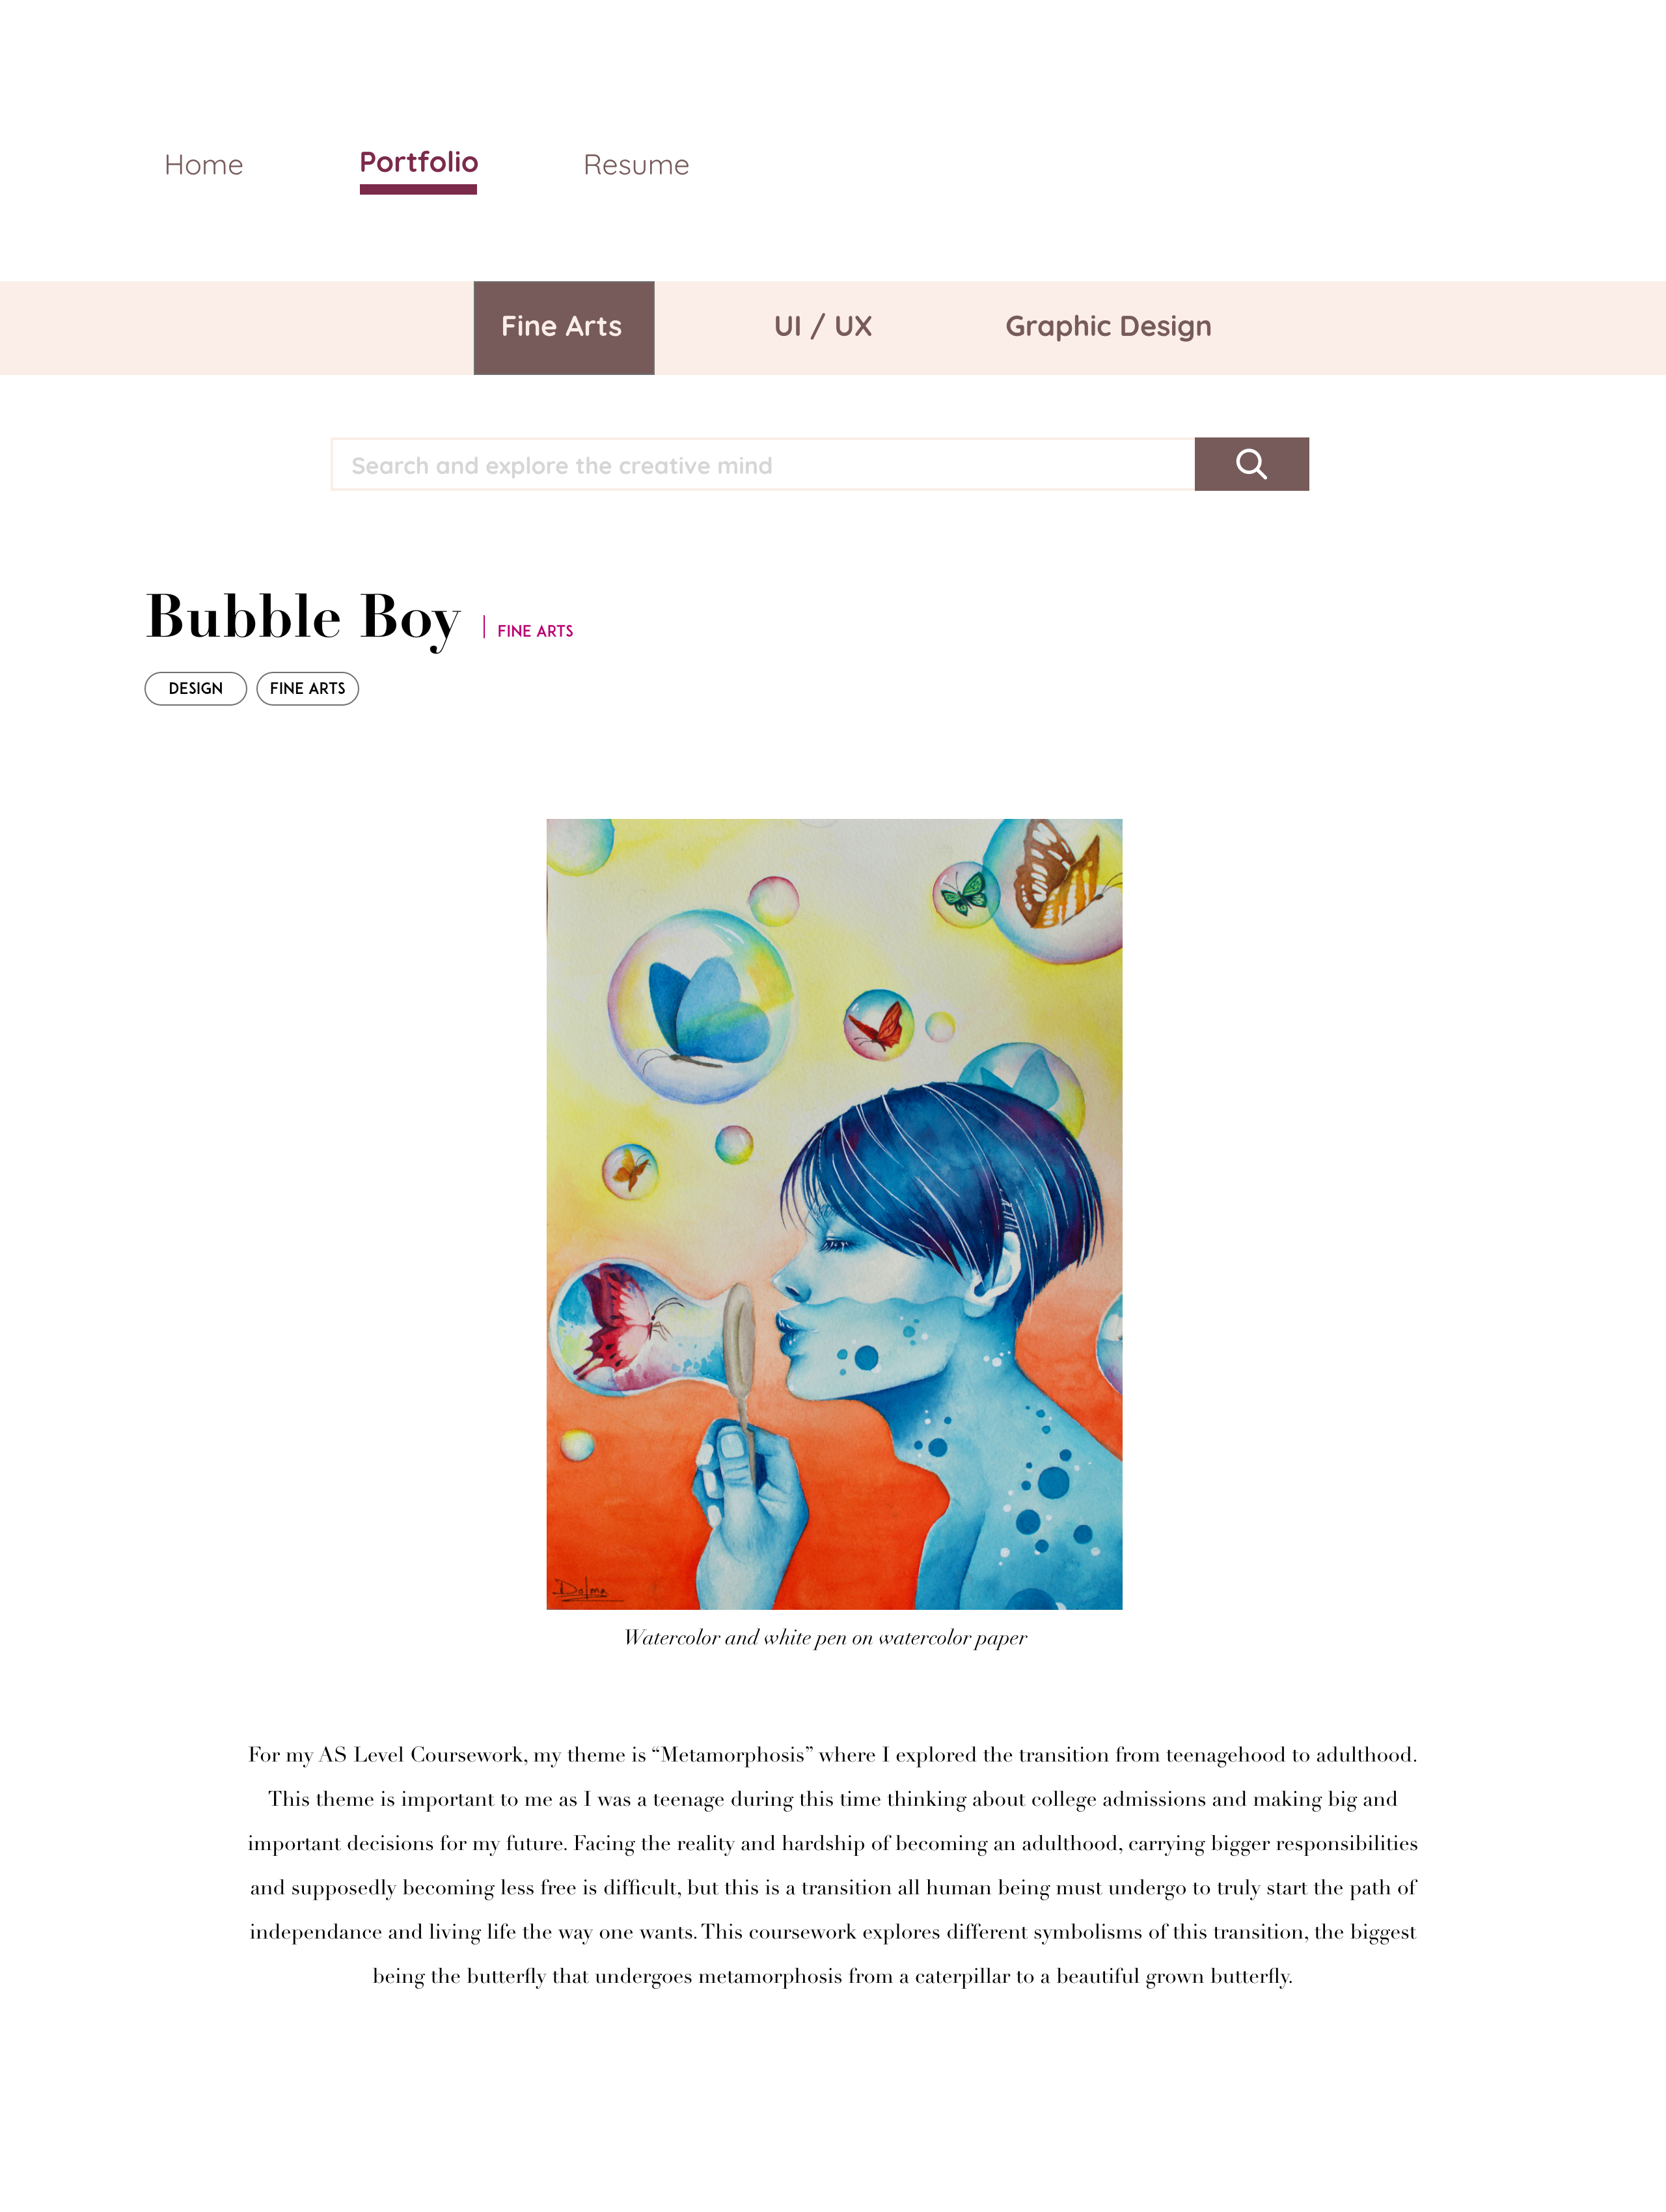 Home Portfolio Resume
Fine Arts UI / UX Graphic Design
Search and explore the creative mind
Bubble Boy | FINE ARTS
DESIGN FINE ARTS
Dolma
Watercolor and white pen on watercolor paper
For my AS Level Coursework, my theme is “Metamorphosis” where I explored the transition from teenagehood to adulthood.
This theme is important to me as I was a teenage during this time thinking about college admissions and making big and
important decisions for my future. Facing the reality and hardship of becoming an adulthood, carrying bigger responsibilities
and supposedly becoming less free is difficult, but this is a transition all human being must undergo to truly start the path of
independance and living life the way one wants. This coursework explores different symbolisms of this transition, the biggest
being the butterfly that undergoes metamorphosis from a caterpillar to a beautiful grown butterfly.